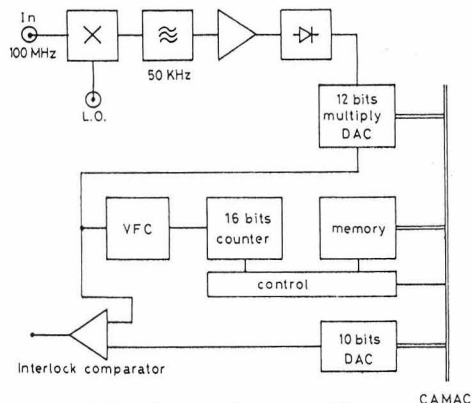 In
100 MHz
L.O.
50 KHz
12 bits
multiply
DAC
VFC
16 bits
counter
memory
control
Interlock comparator
10 bits
DAC
CAMAC